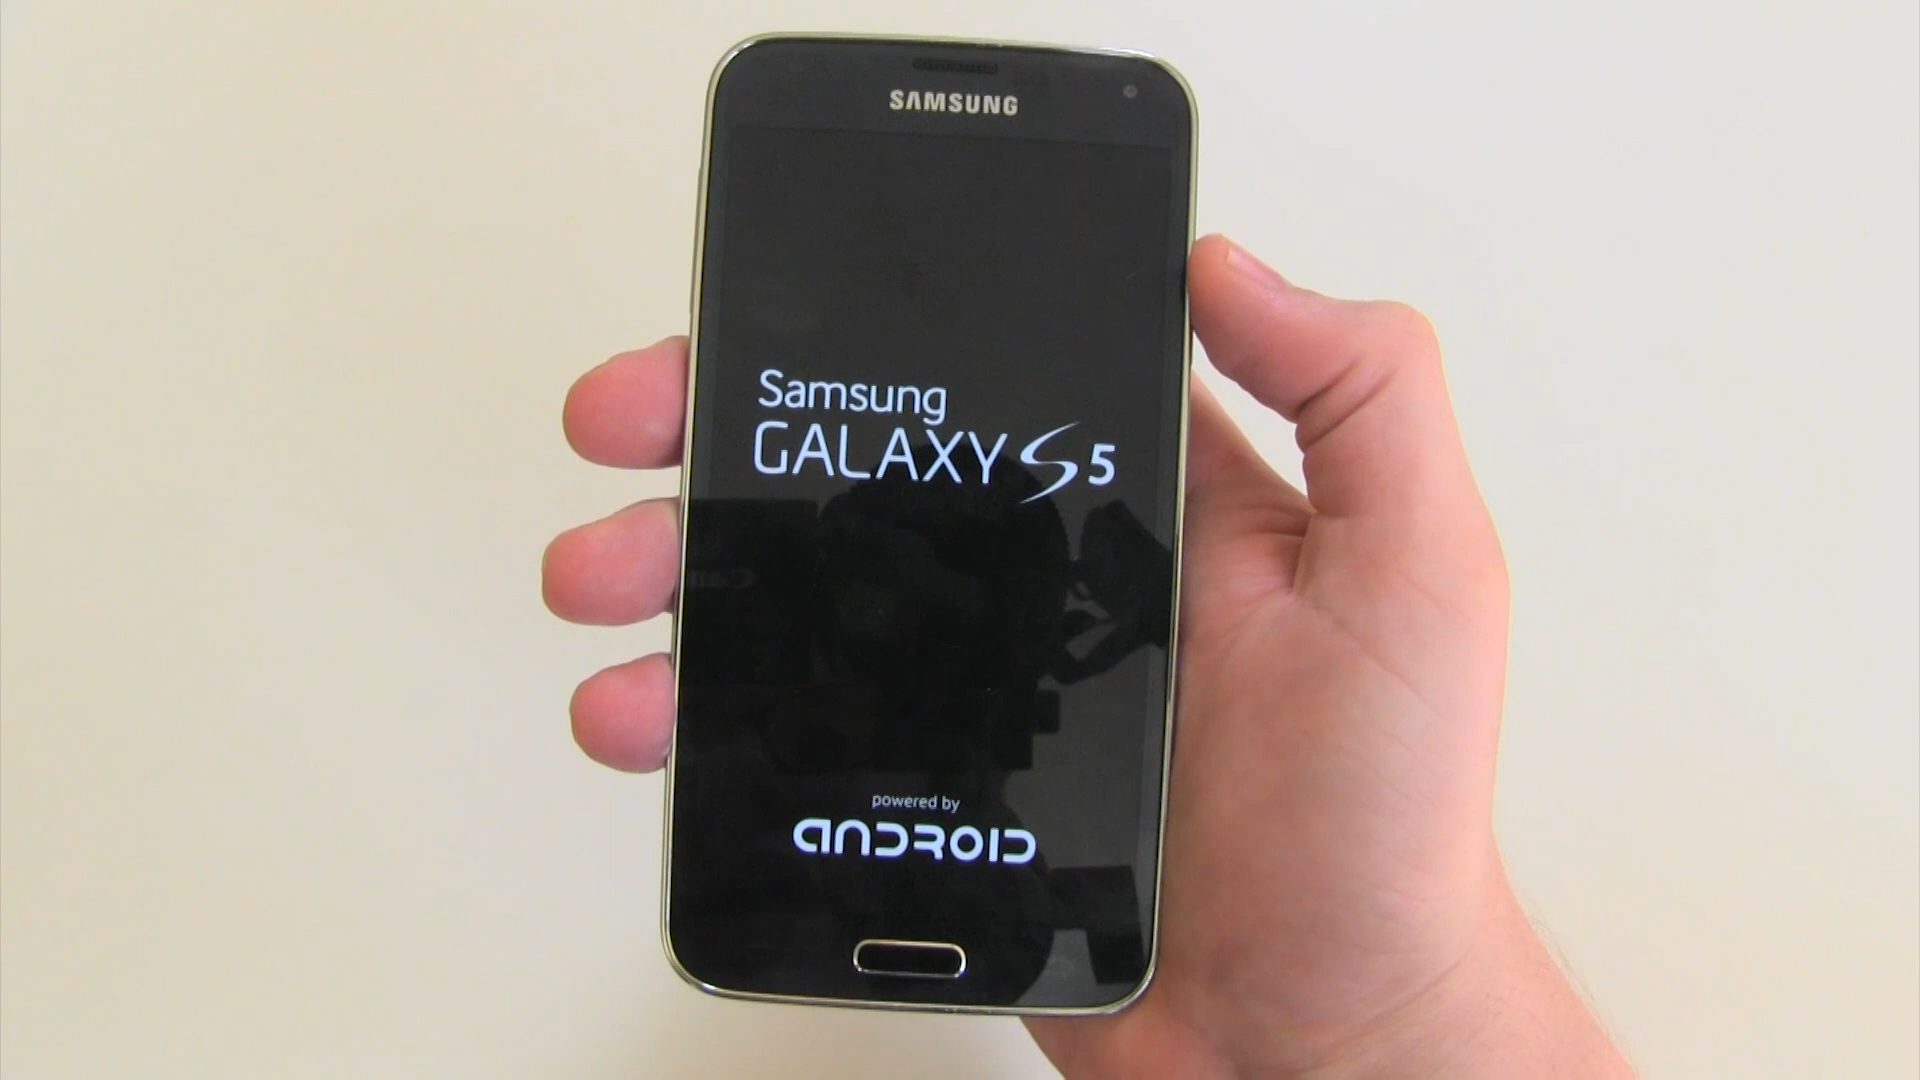 SAMSUNG
Samsung
GALAXY S5
powered by
android